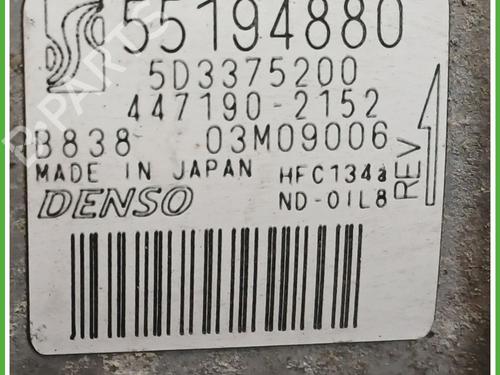 55194880
5D3375200
447190-2152
B838 03M09006
MADE IN JAPAN HFC134a
DENSO ND-OIL8
REV